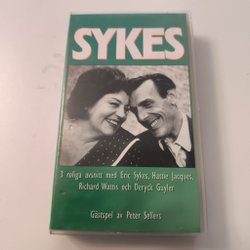 SYKES
3 roliga avsnitt med Eric Sykes, Hattie Jacques,
Richard Wattis och Deryck Guyler
Gästspel av Peter Sellers